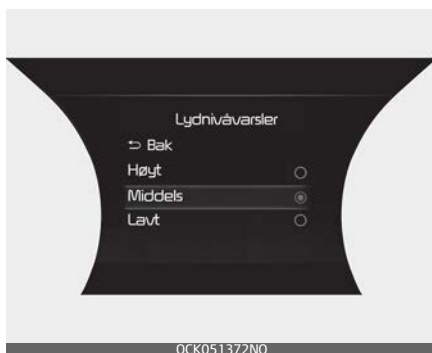 Lydnivåvarsler
⮌ Bak
Høyt
Middels
Lavt
OCK051372NO